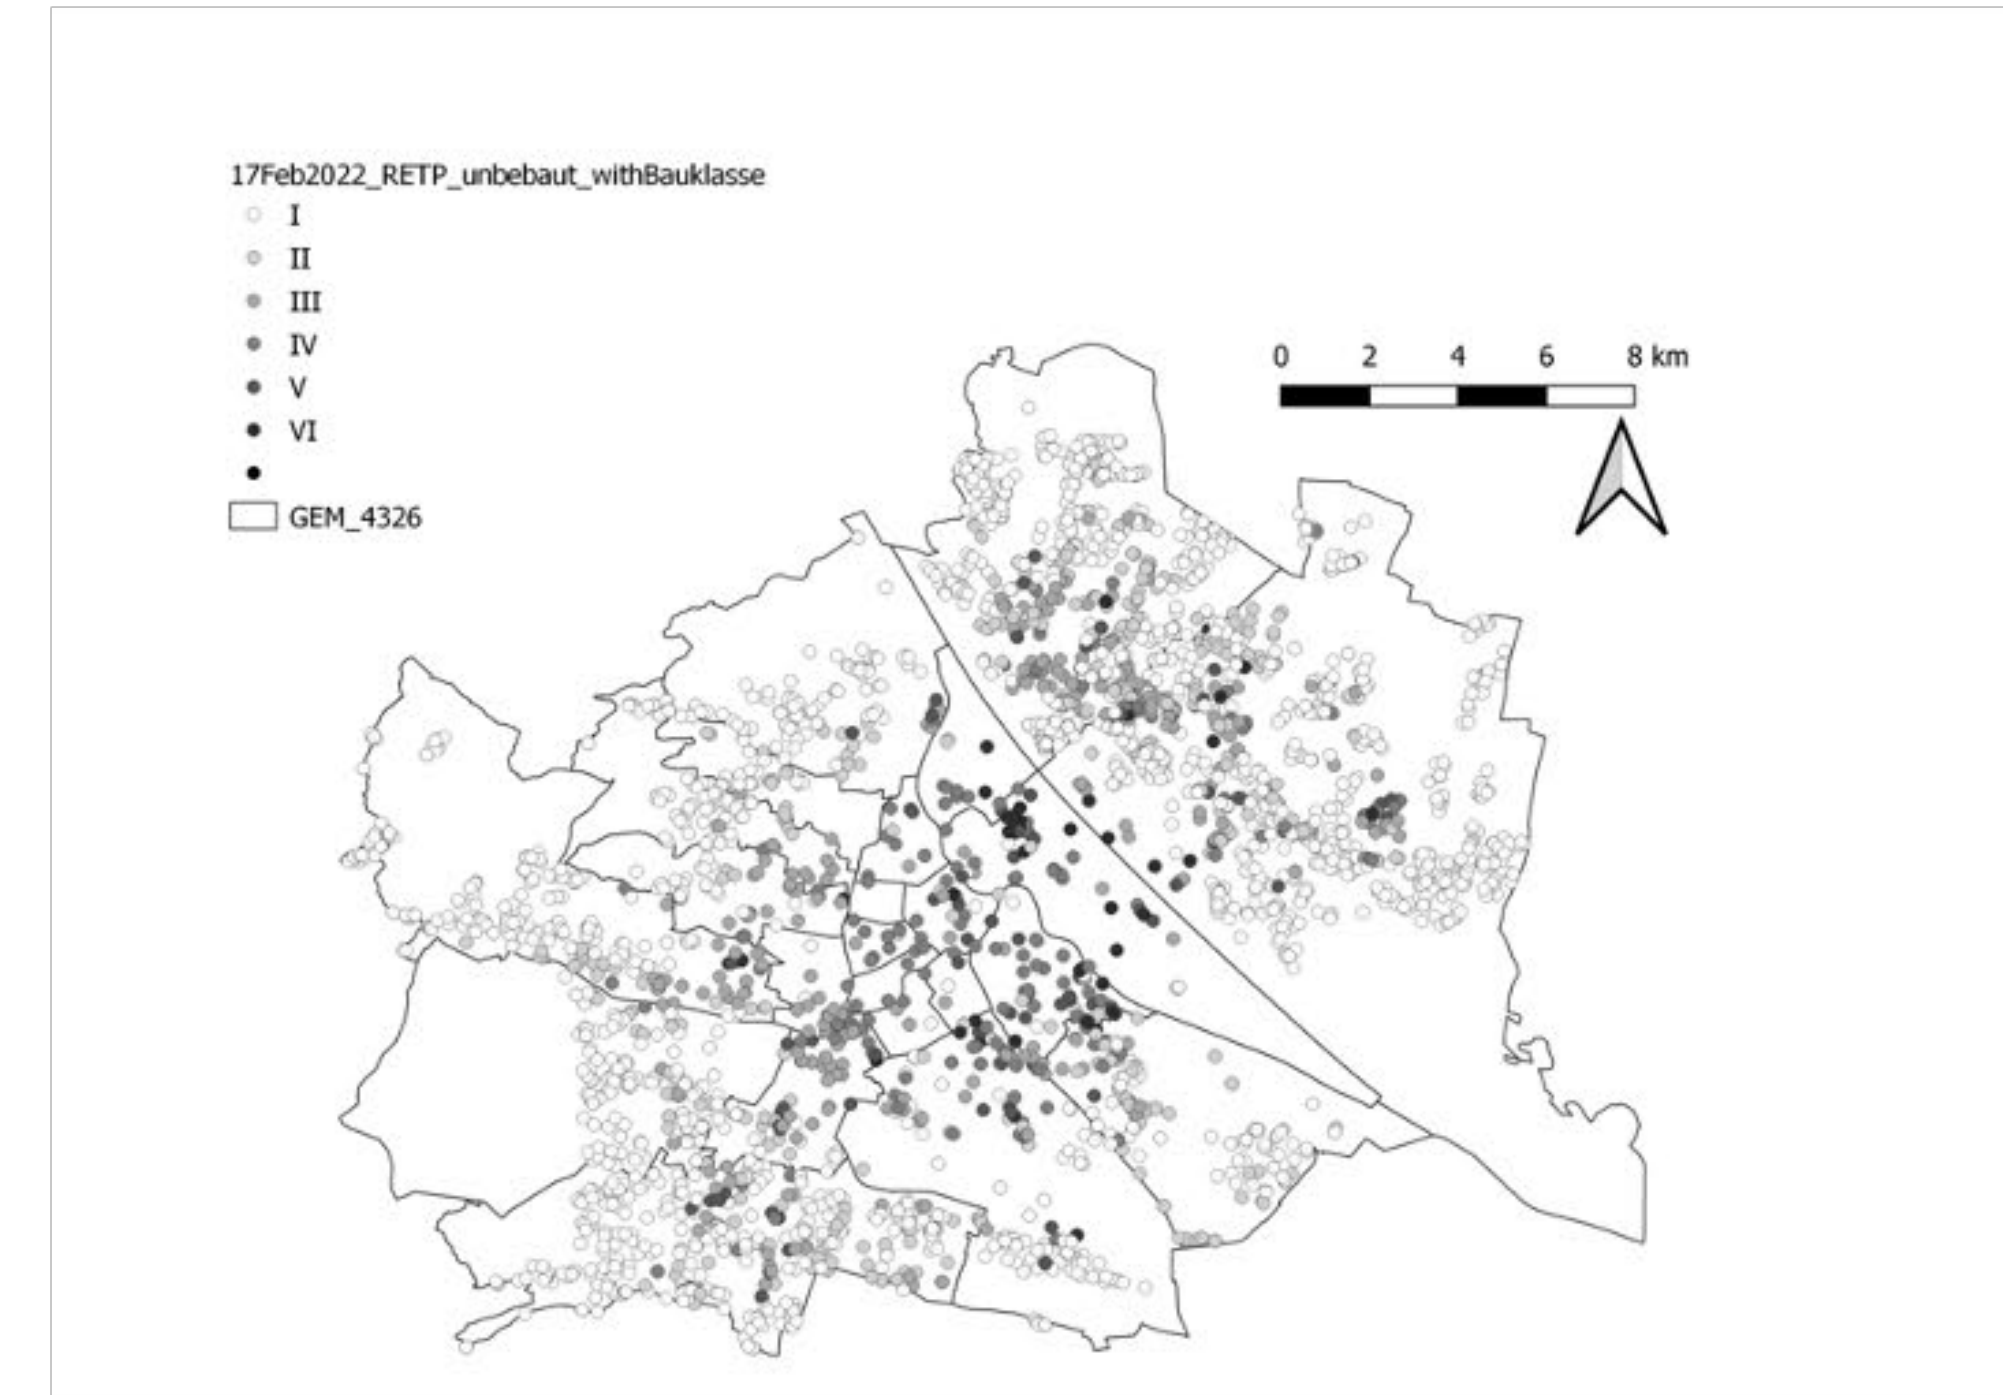 17Feb2022_RETP_unbebaut_withBauklasse
I
II
III
IV
V
VI
GEM_4326
0 2 4 6 8 km